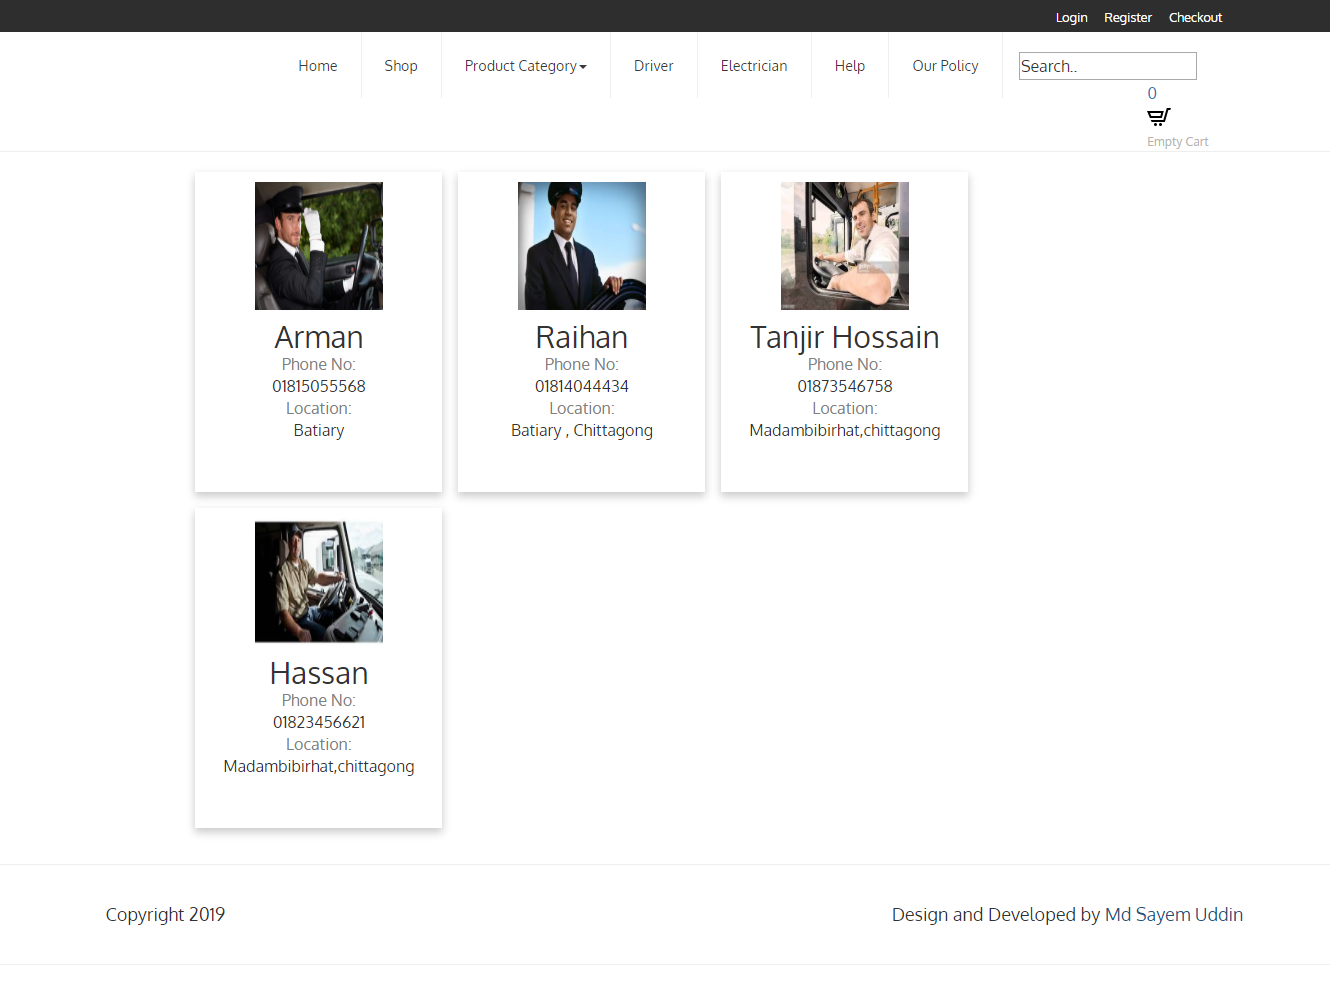 Login Register Checkout
Home Shop Product Category Driver Electrician Help Our Policy Search..
0
Empty Cart
Arman
Phone No:
01815055568
Location:
Batiary
Raihan
Phone No:
01814044434
Location:
Batiary , Chittagong
Tanjir Hossain
Phone No:
01873546758
Location:
Madambibirhat,chittagong
Hassan
Phone No:
01823456621
Location:
Madambibirhat,chittagong
Copyright 2019
Design and Developed by Md Sayem Uddin